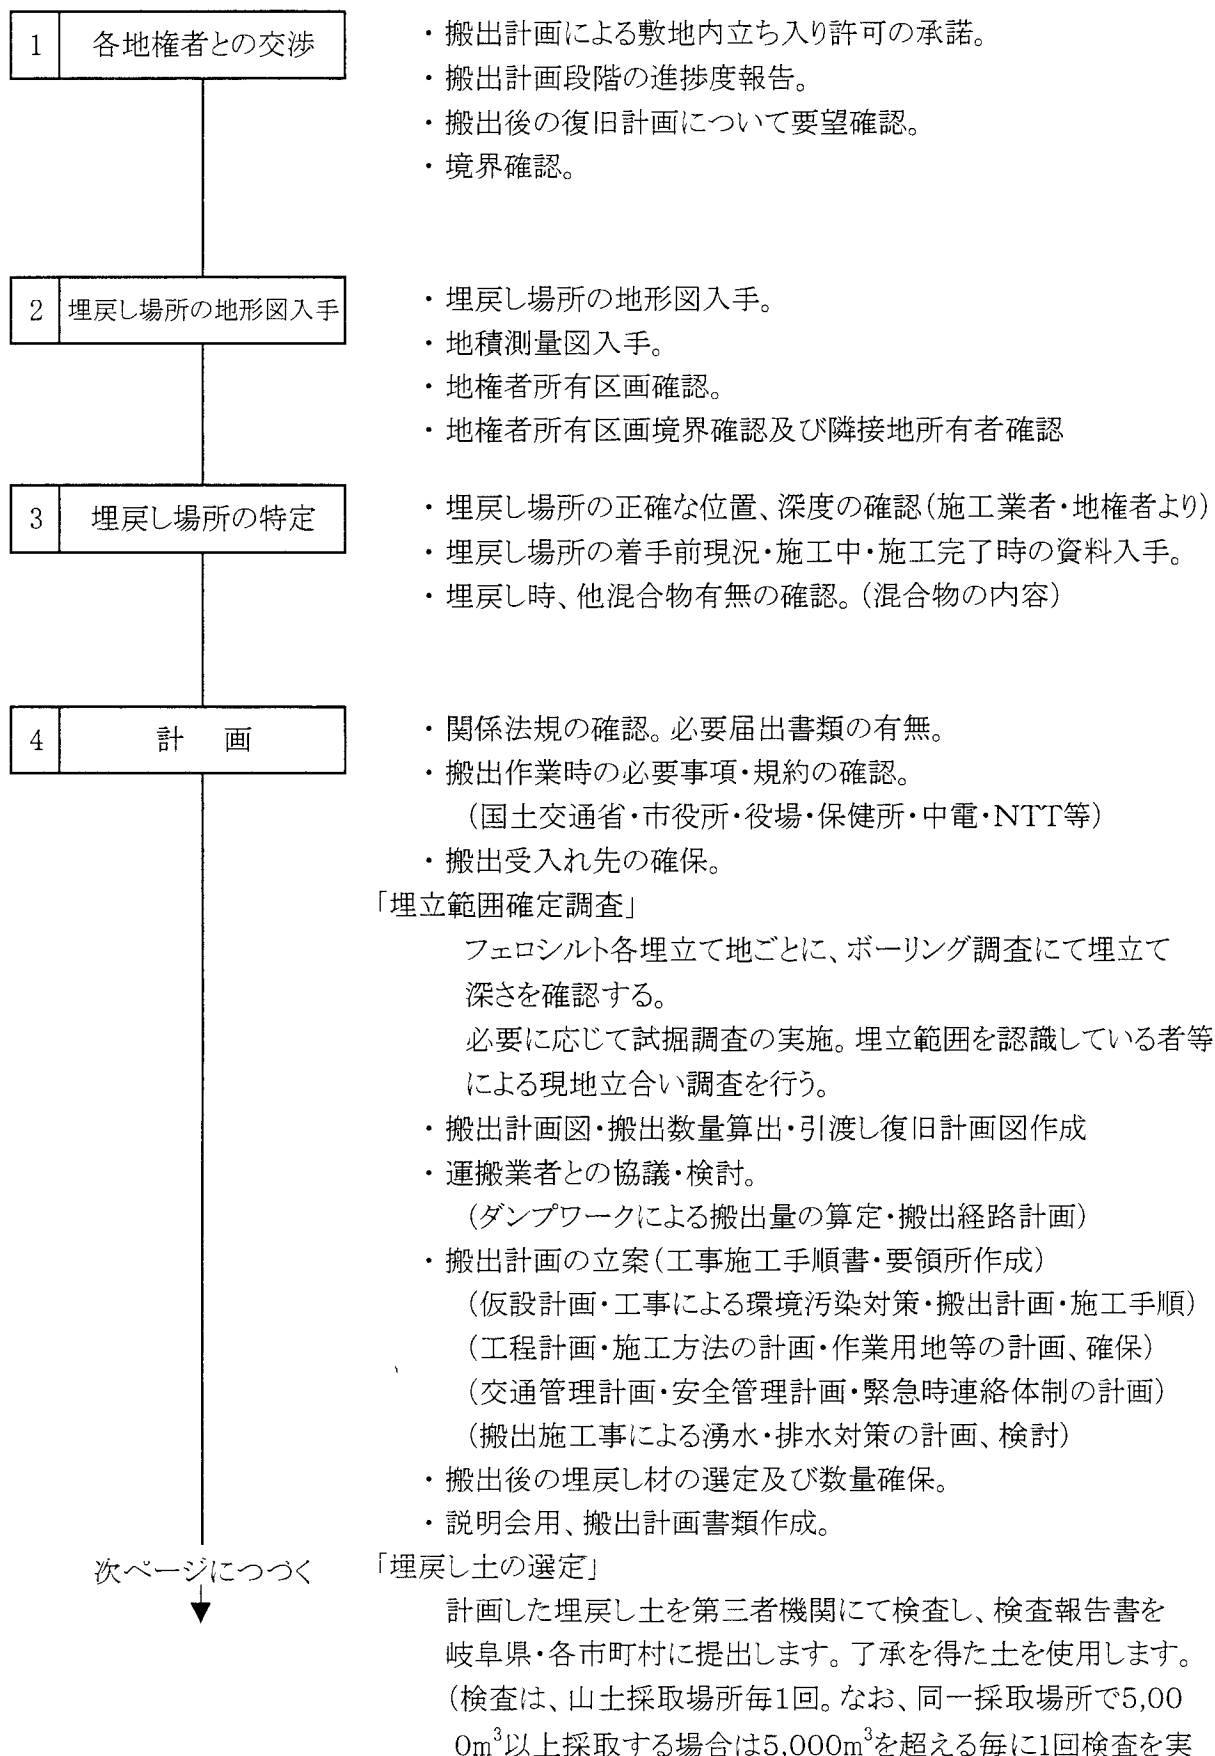 1 各地権者との交渉
・搬出計画による敷地内立ち入り許可の承諾。
・搬出計画段階の進捗度報告。
・搬出後の復旧計画について要望確認。
・境界確認。
2 埋戻し場所の地形図入手
・埋戻し場所の地形図入手。
・地積測量図入手。
・地権者所有区画確認。
・地権者所有区画境界確認及び隣接地所有者確認
3 埋戻し場所の特定
・埋戻し場所の正確な位置、深度の確認(施工業者・地権者より)
・埋戻し場所の着手前現況・施工中・施工完了時の資料入手。
・埋戻し時、他混合物有無の確認。(混合物の内容)
4 計 画
・関係法規の確認。必要届出書類の有無。
・搬出作業時の必要事項・規約の確認。
(国土交通省・市役所・役場・保健所・中電・NTT等)
・搬出受入れ先の確保。
「埋立範囲確定調査」
フェロシルト各埋立て地ごとに、ボーリング調査にて埋立て
深さを確認する。
必要に応じて試掘調査の実施。埋立範囲を認識している者等
による現地立合い調査を行う。
・搬出計画図・搬出数量算出・引渡し復旧計画図作成
・運搬業者との協議・検討。
(ダンプワークによる搬出量の算定・搬出経路計画)
・搬出計画の立案(工事施工手順書・要領所作成)
(仮設計画・工事による環境汚染対策・搬出計画・施工手順)
(工程計画・施工方法の計画・作業用地等の計画、確保)
(交通管理計画・安全管理計画・緊急時連絡体制の計画)
(搬出施工事による湧水・排水対策の計画、検討)
・搬出後の埋戻し材の選定及び数量確保。
・説明会用、搬出計画書類作成。
次ページにつづく
「埋戻し土の選定」
計画した埋戻し土を第三者機関にて検査し、検査報告書を
岐阜県・各市町村に提出します。了承を得た土を使用します。
(検査は、山土採取場所毎1回。なお、同一採取場所で5,00
0m³以上採取する場合は5,000m³を超える毎に1回検査を実